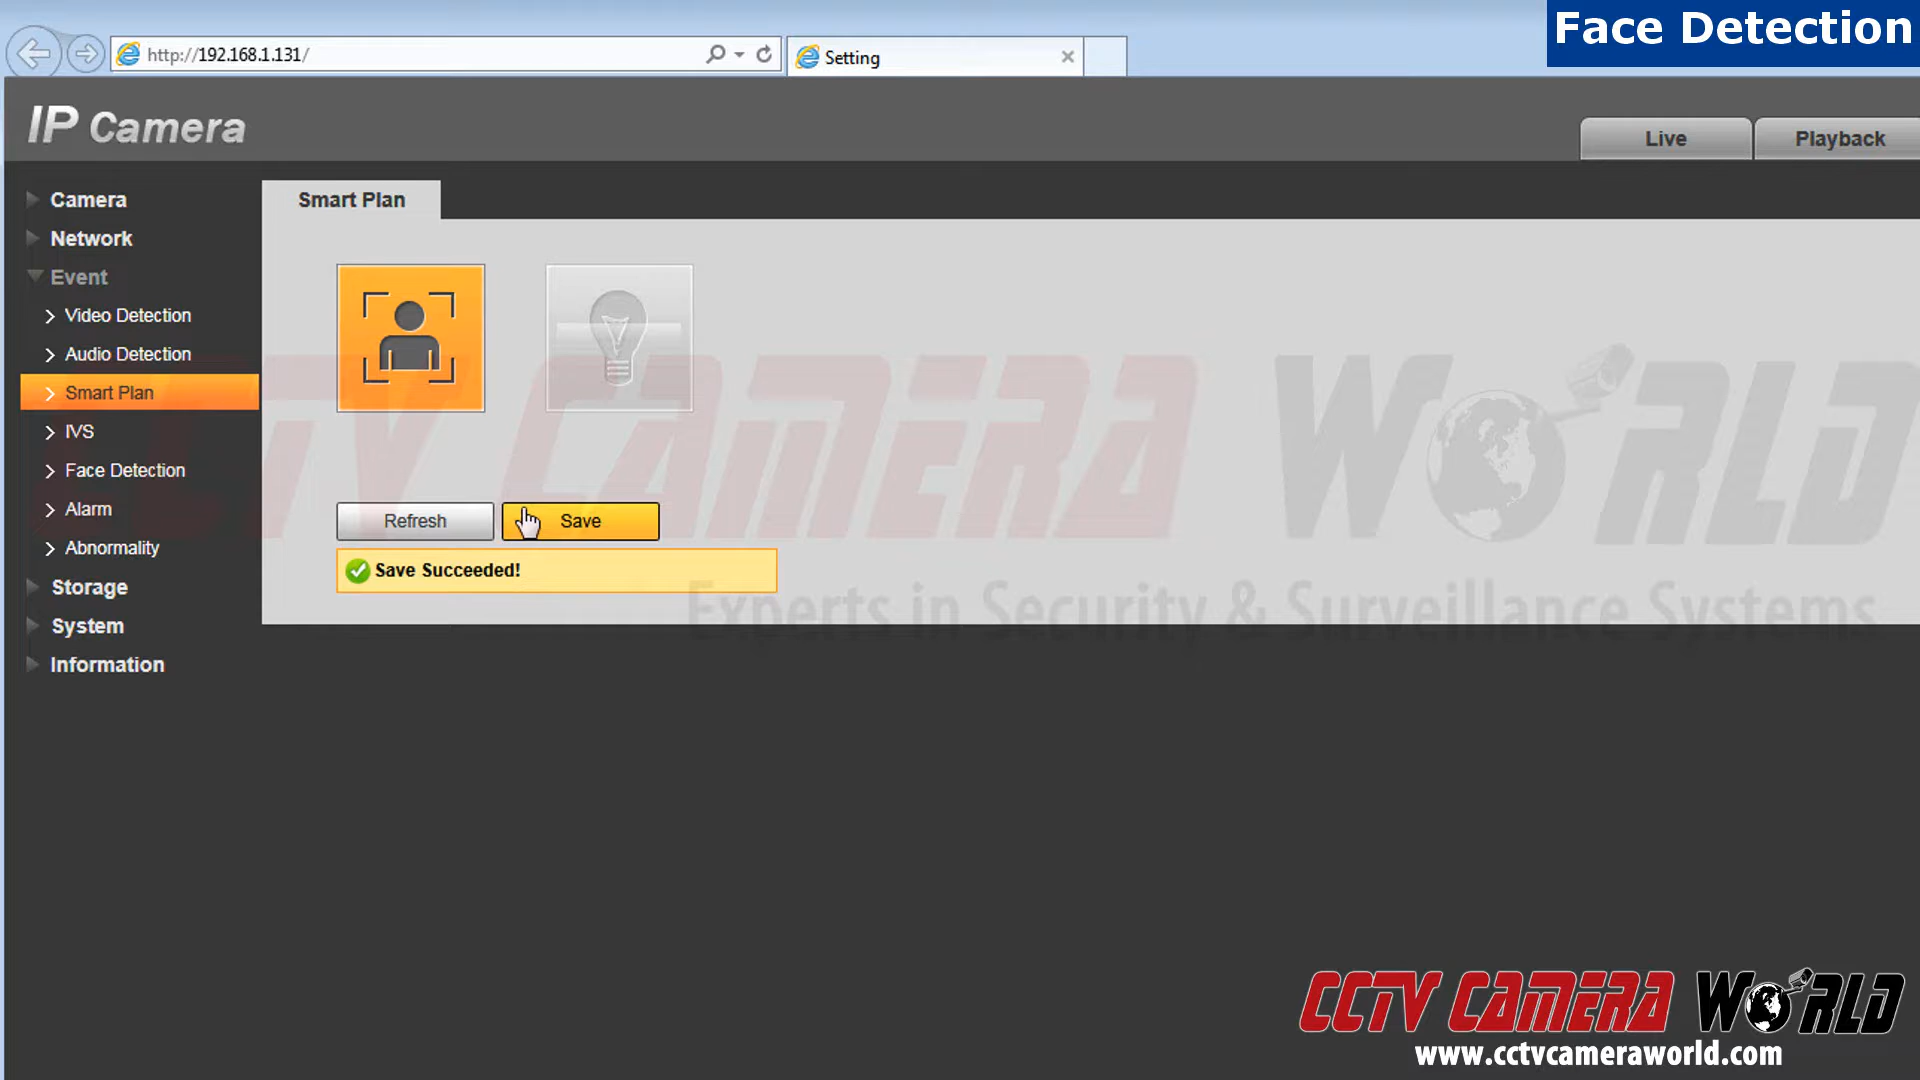 Face Detection
http://192.168.1.131/
Setting
IP Camera
Live
Playback
Camera
Network
Event
Video Detection
Audio Detection
Smart Plan
IVS
Face Detection
Alarm
Abnormality
Storage
System
Information
Smart Plan
Refresh
Save
Save Succeeded!
CCTV CAMERA WORLD
Experts in Security & Surveillance Systems
CCTV CAMERA WORLD
www.cctvcameraworld.com